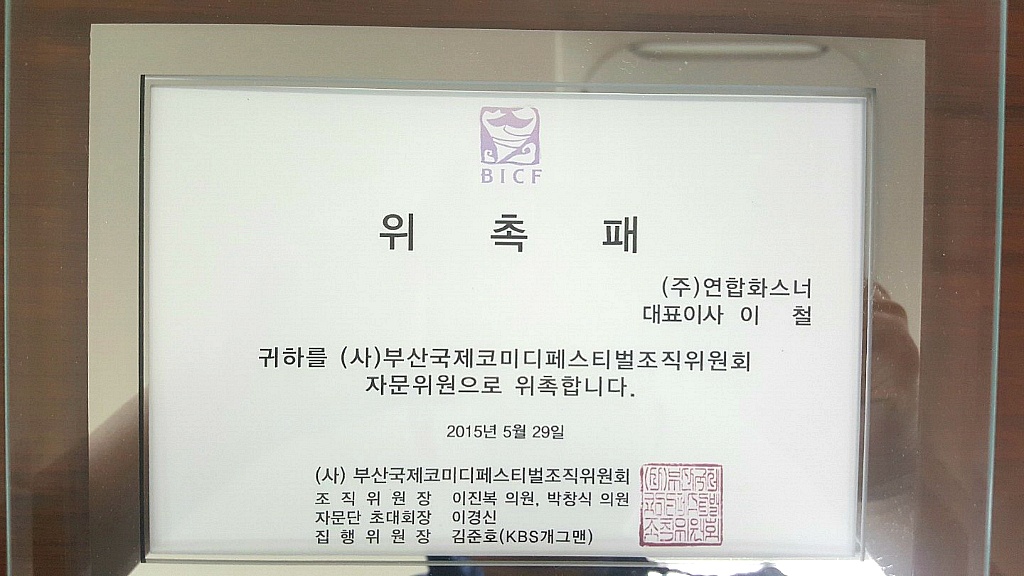 BICF
위 촉 패
(주)연합화스너
대표이사 이 철
귀하를 (사)부산국제코미디페스티벌조직위원회
자문위원으로 위촉합니다.
2015년 5월 29일
(사) 부산국제코미디페스티벌조직위원회
조 직 위 원 장 이진복 의원, 박창식 의원
자문단 초대회장 이경신
집 행 위 원 장 김준호(KBS개그맨)